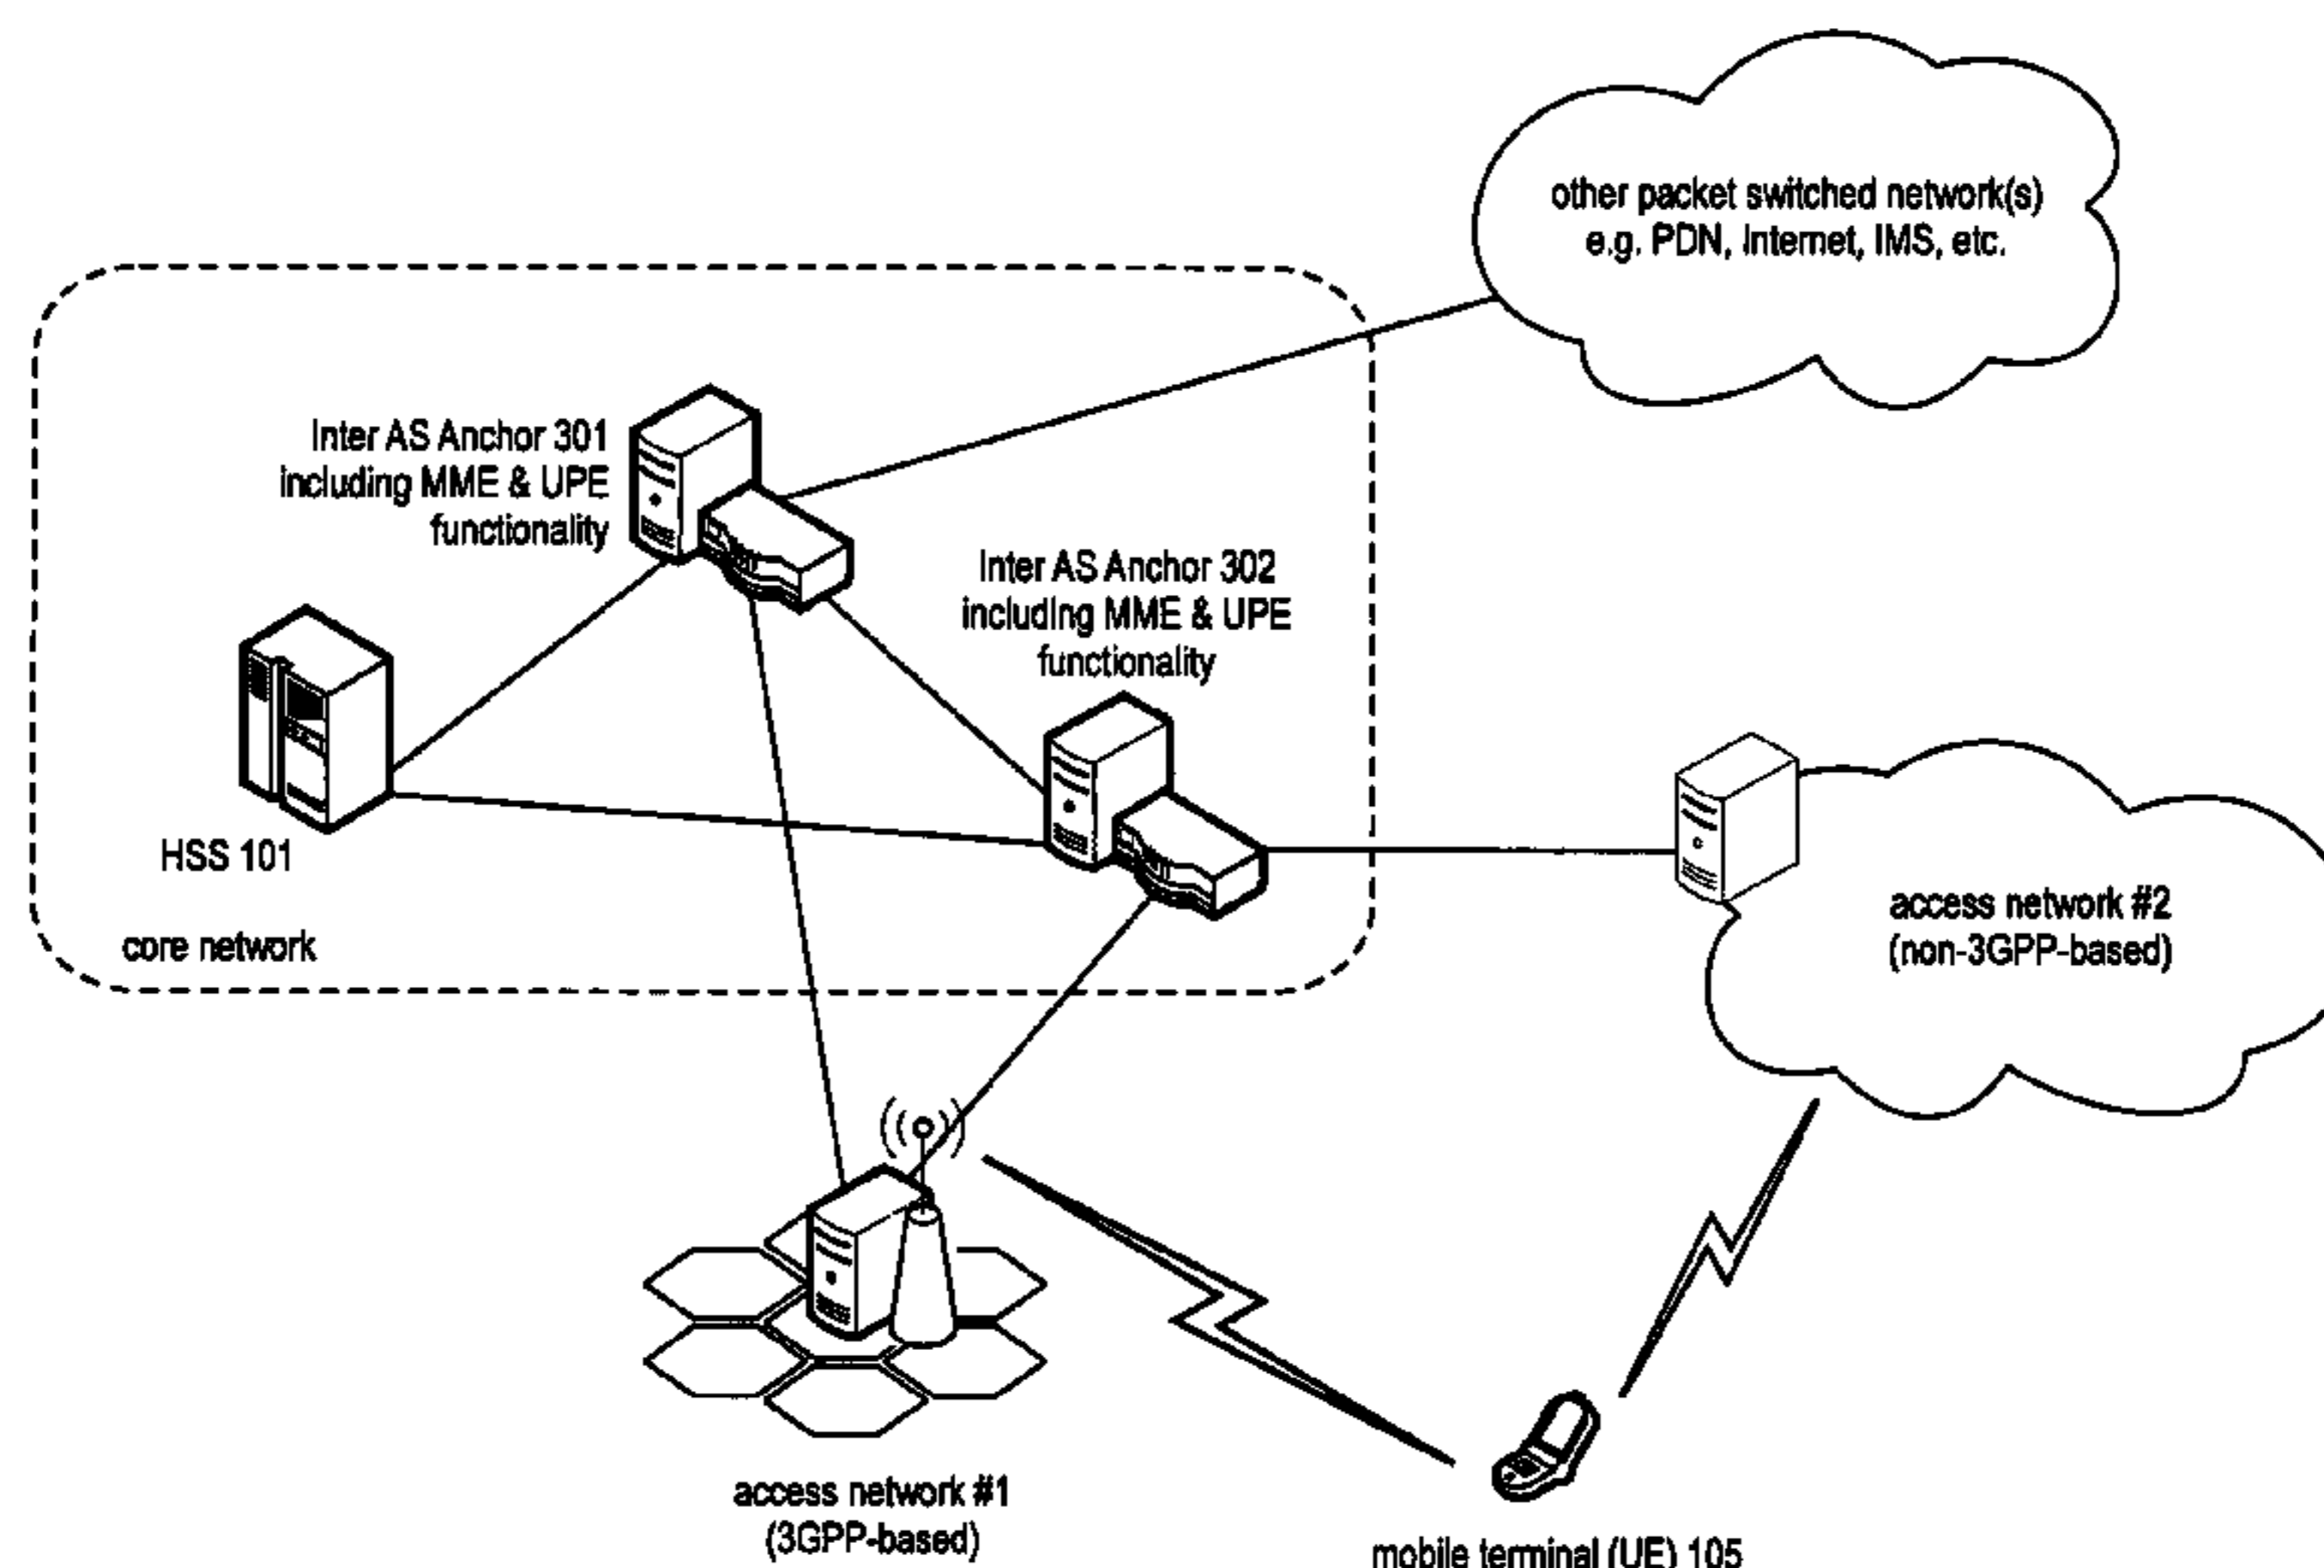 other packet switched network(s)
e.g. PDN, Internet, IMS, etc.
Inter AS Anchor 301
including MME & UPE
functionality
Inter AS Anchor 302
including MME & UPE
functionality
HSS 101
core network
access network #2
(non-3GPP-based)
access network #1
(3GPP-based)
mobile terminal (UE) 105